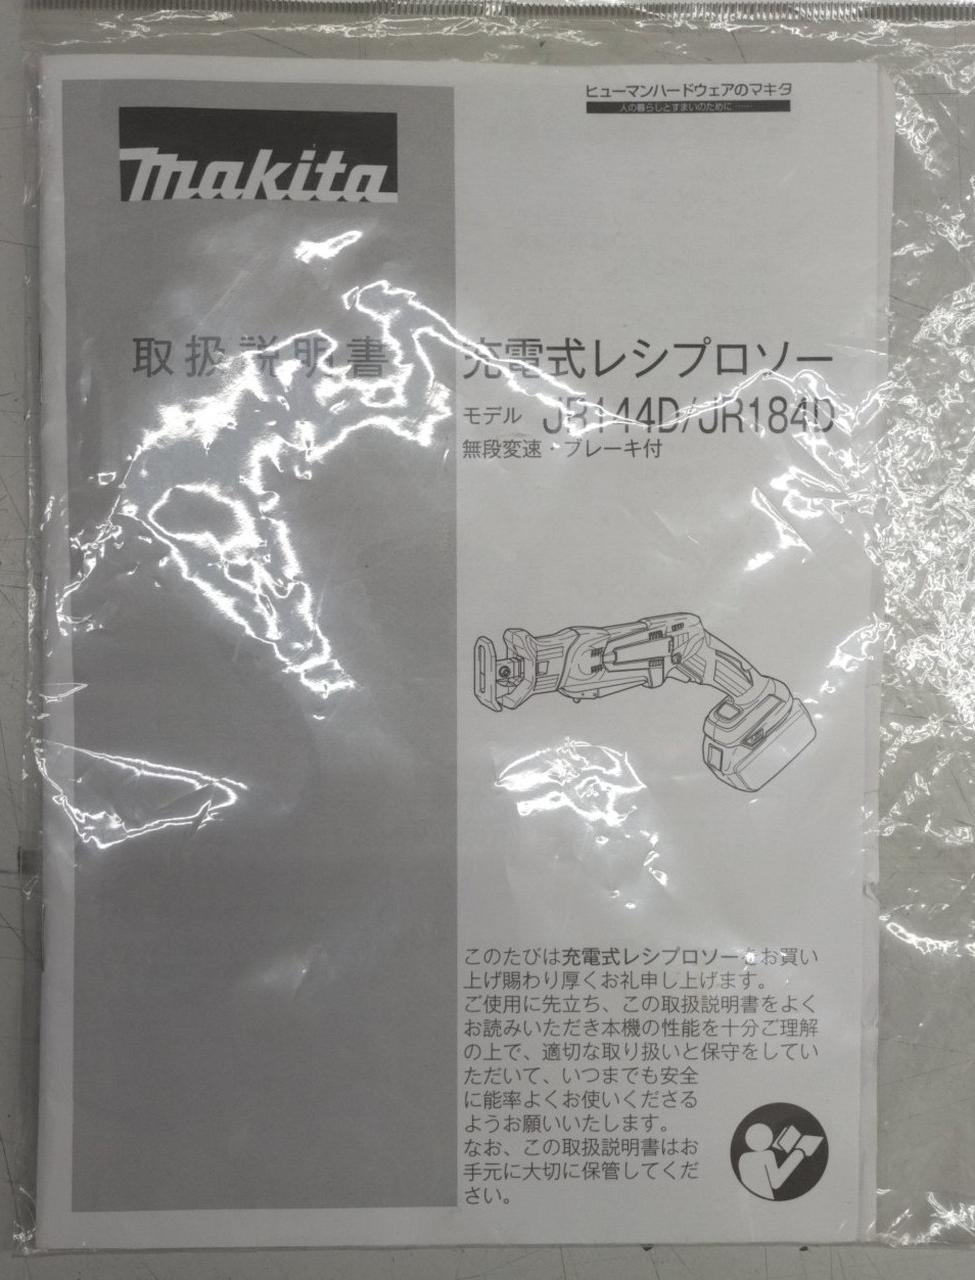 ヒューマンハードウェアのマキタ
人の暮らしとすまいのために……
makita
取扱説明書
充電式レシプロソー
モデル JR144D/JR184D
無段変速・ブレーキ付
このたびは充電式レシプロソーをお買い
上げ賜わり厚くお礼申し上げます。
ご使用に先立ち、この取扱説明書をよく
お読みいただき本機の性能を十分ご理解
の上で、適切な取り扱いと保守をしてい
ただいて、いつまでも安全
に能率よくお使いくださる
ようお願いいたします。
なお、この取扱説明書はお
手元に大切に保管してくだ
さい。